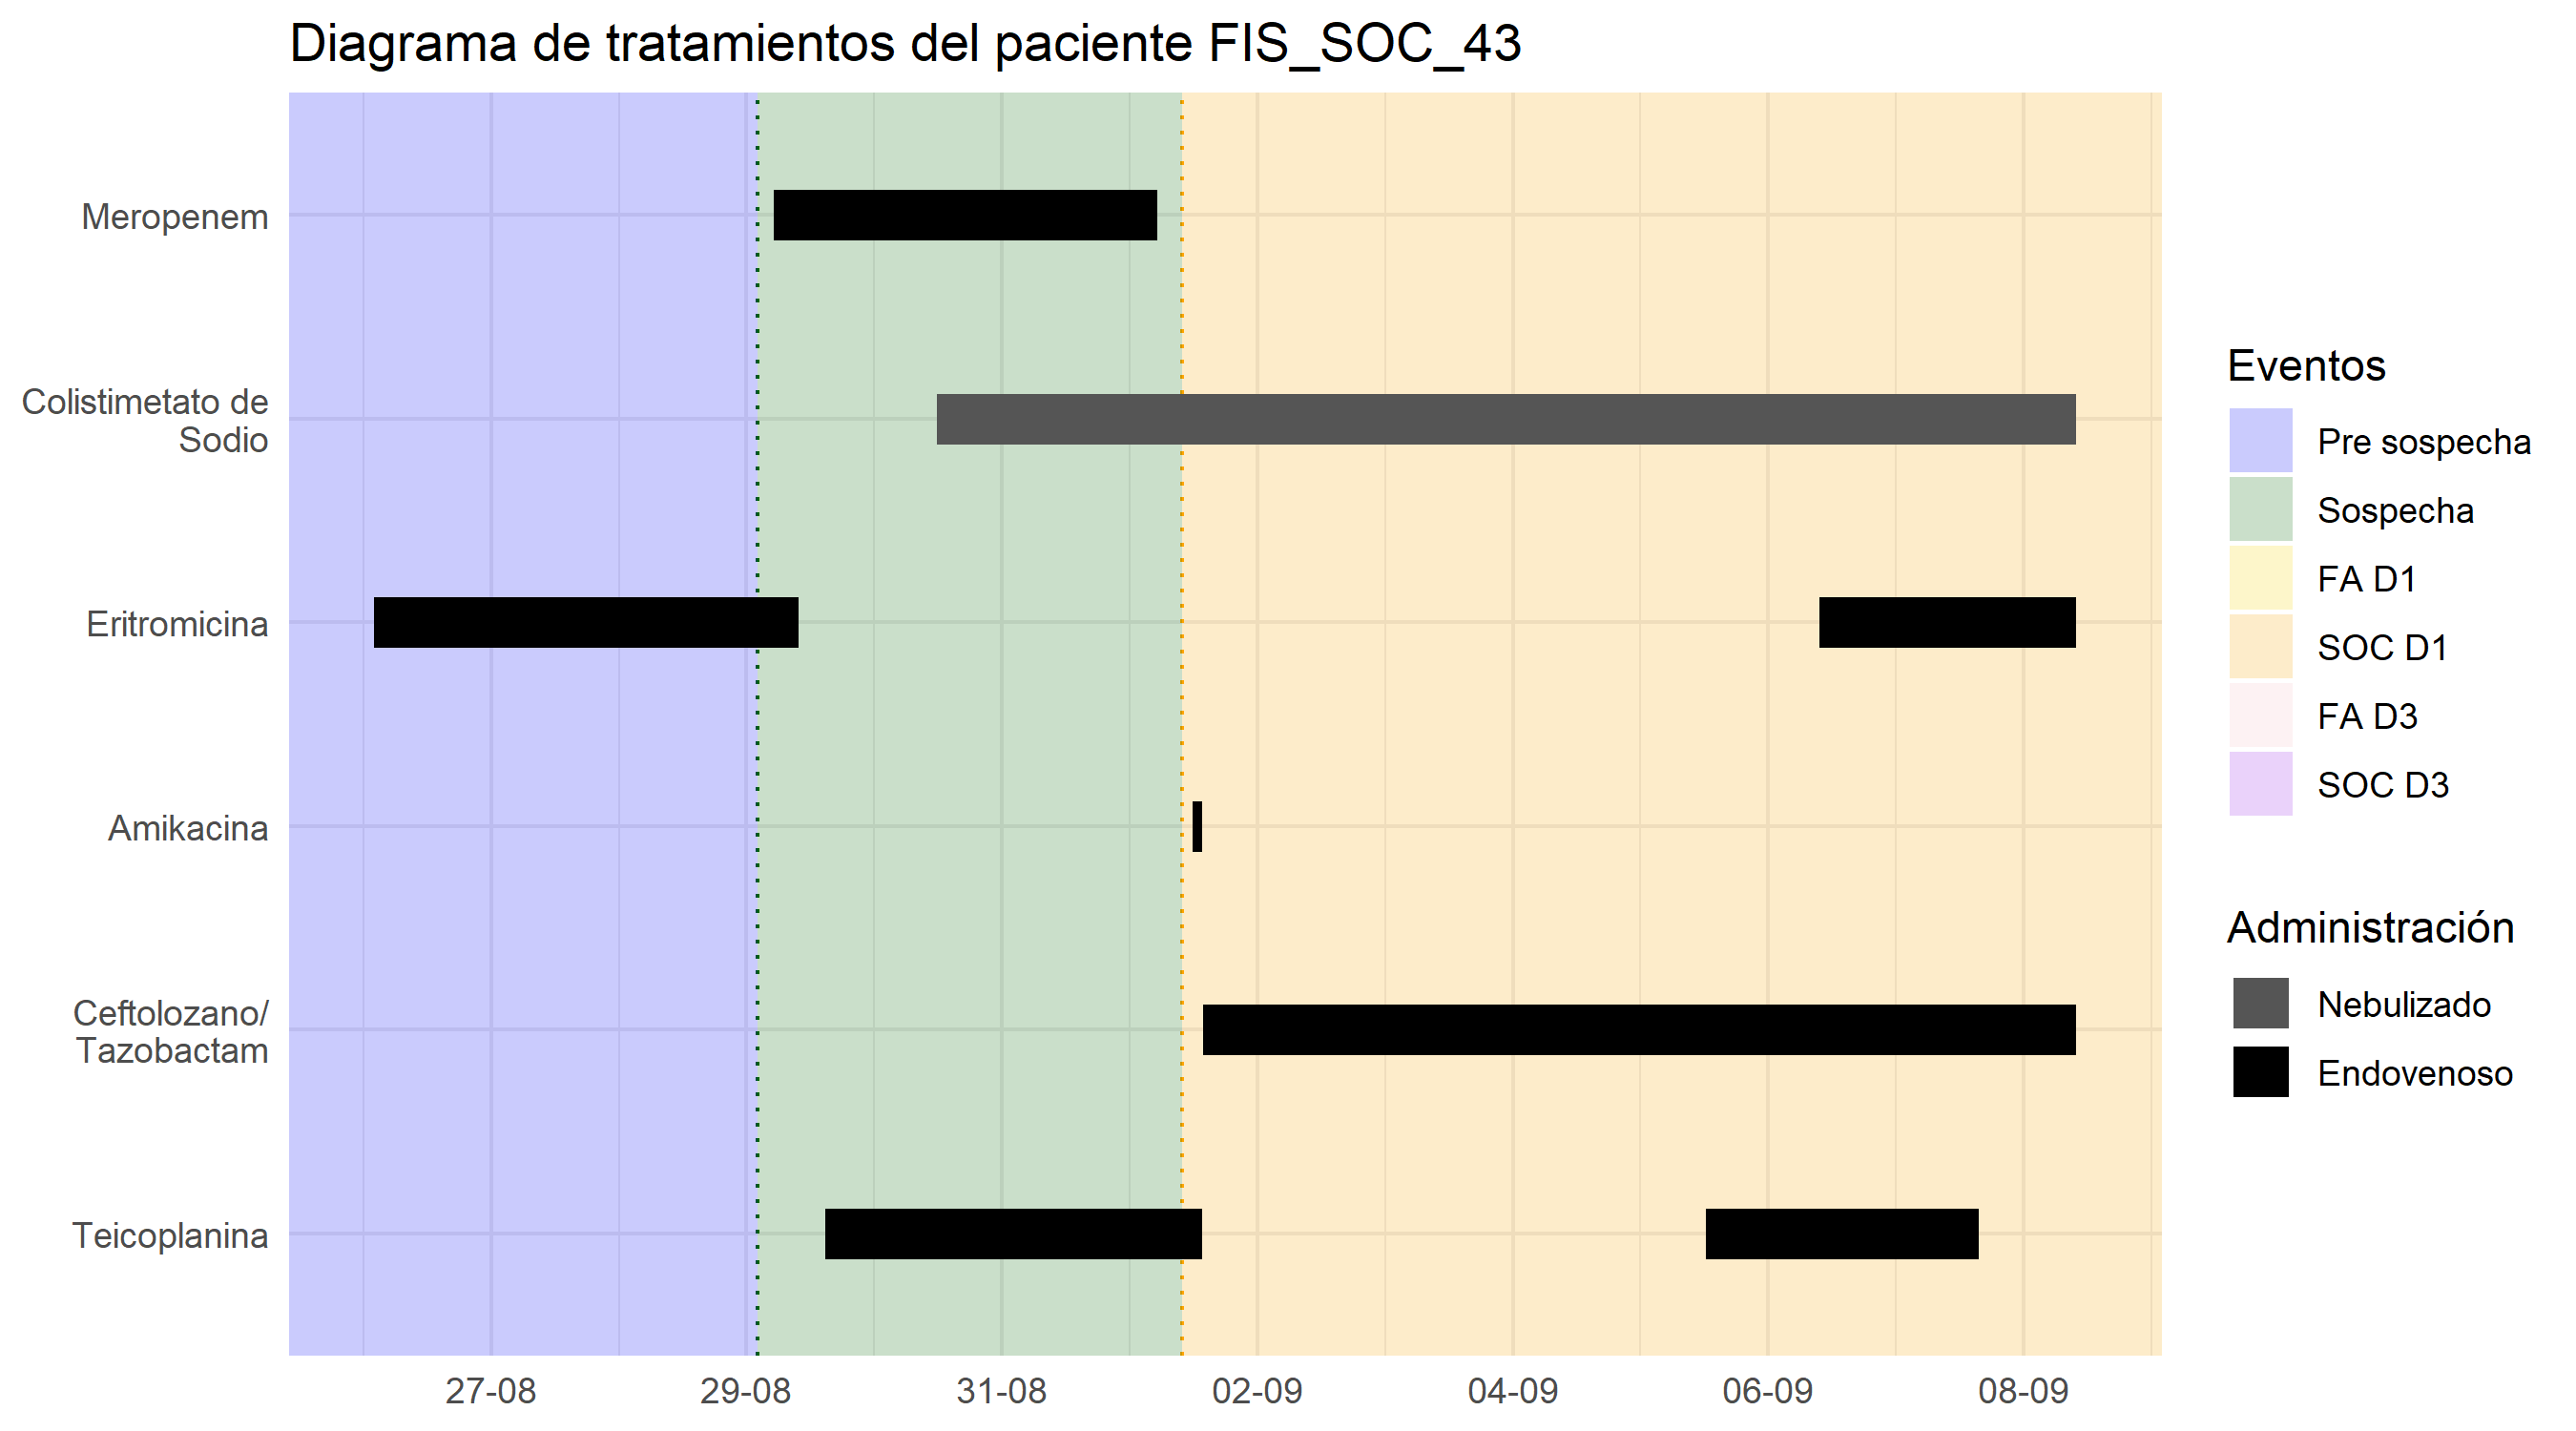 Diagrama de tratamientos del paciente FIS_SOC_43
Meropenem
Colistimetato de
Sodio
Eritromicina
Amikacina
Ceftolozano/
Tazobactam
Teicoplanina
27-08
29-08
31-08
02-09
04-09
06-09
08-09
Eventos
Pre sospecha
Sospecha
FA D1
SOC D1
FA D3
SOC D3
Administración
Nebulizado
Endovenoso